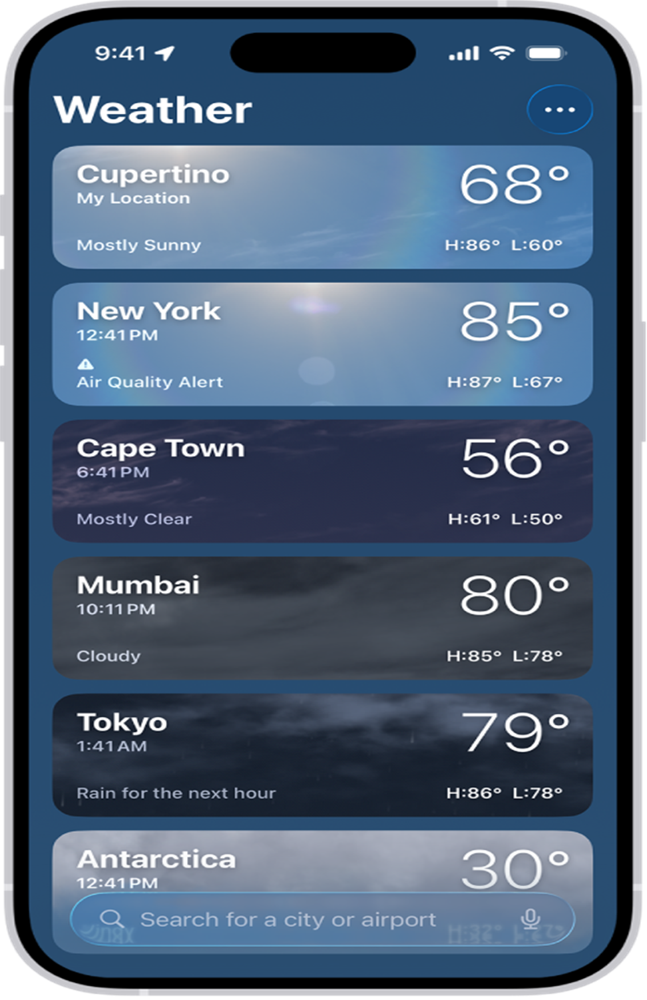 9:41
Weather
Cupertino
68°
My Location
Mostly Sunny
H:86° L:60°
New York
85°
12:41 PM
Air Quality Alert
H:87° L:67°
Cape Town
56°
6:41 PM
Mostly Clear
H:61° L:50°
Mumbai
80°
10:11 PM
Cloudy
H:85° L:78°
Tokyo
79°
1:41 AM
Rain for the next hour
H:86° L:78°
Antarctica
30°
12:41 PM
Search for a city or airport